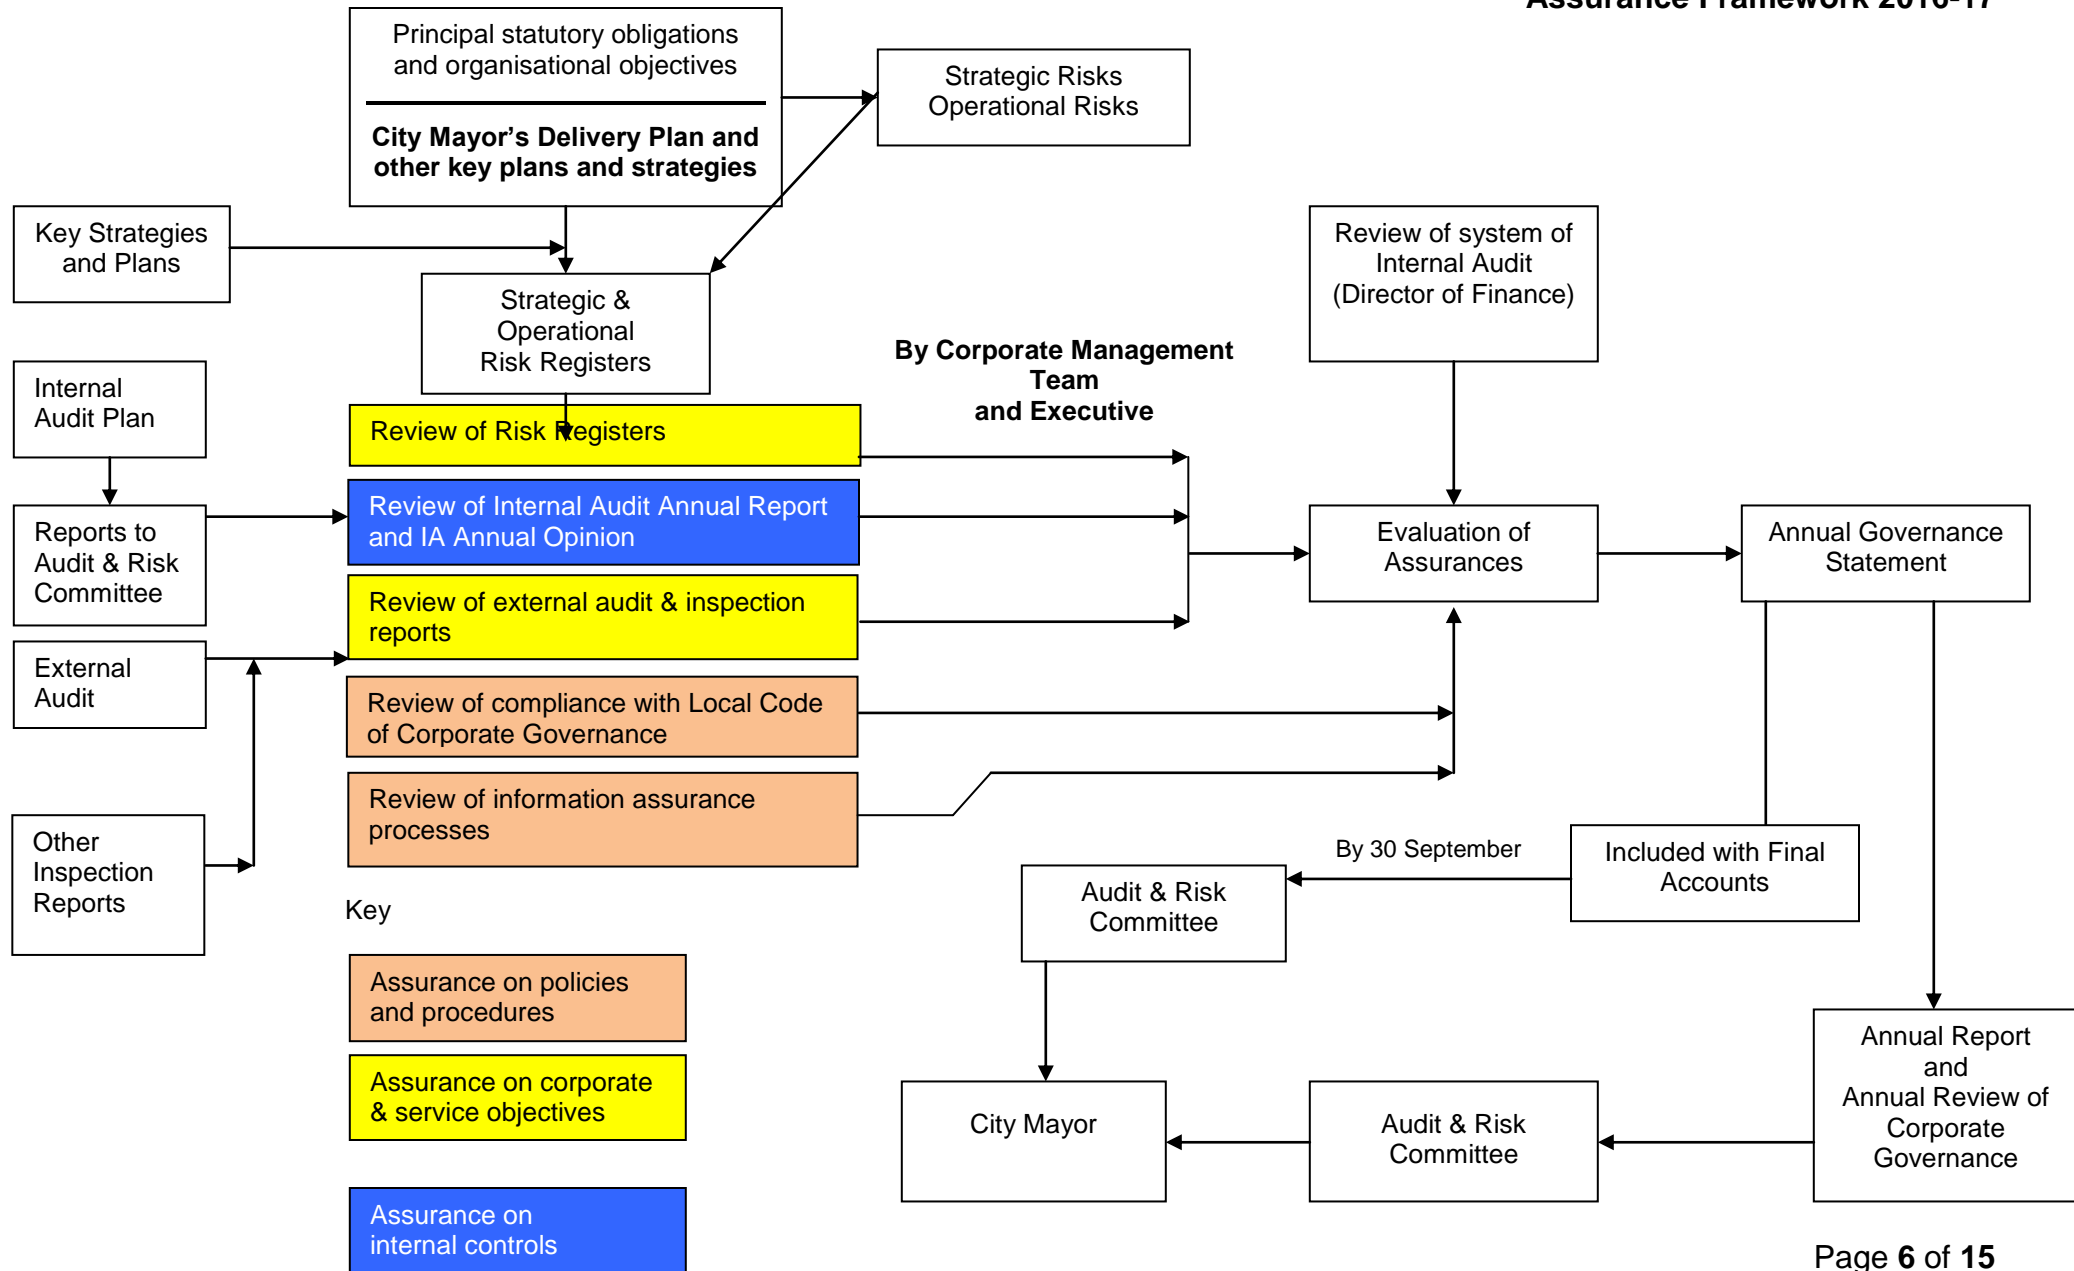 Assurance Framework 2016-17
Principal statutory obligations
and organisational objectives
City Mayor's Delivery Plan and
other key plans and strategies
Strategic Risks
Operational Risks
Key Strategies
and Plans
Strategic &
Operational
Risk Registers
Review of system of
Internal Audit
(Director of Finance)
By Corporate Management
Team
and Executive
Internal
Audit Plan
Review of Risk Registers
Reports to
Audit & Risk
Committee
Review of Internal Audit Annual Report
and IA Annual Opinion
Evaluation of
Assurances
Annual Governance
Statement
Review of external audit & inspection
reports
External
Audit
Review of compliance with Local Code
of Corporate Governance
Review of information assurance
processes
Other
Inspection
Reports
By 30 September
Included with Final
Accounts
Audit & Risk
Committee
Key
Assurance on policies
and procedures
Assurance on corporate
& service objectives
Assurance on
internal controls
City Mayor
Audit & Risk
Committee
Annual Report
and
Annual Review of
Corporate
Governance
Page 6 of 15